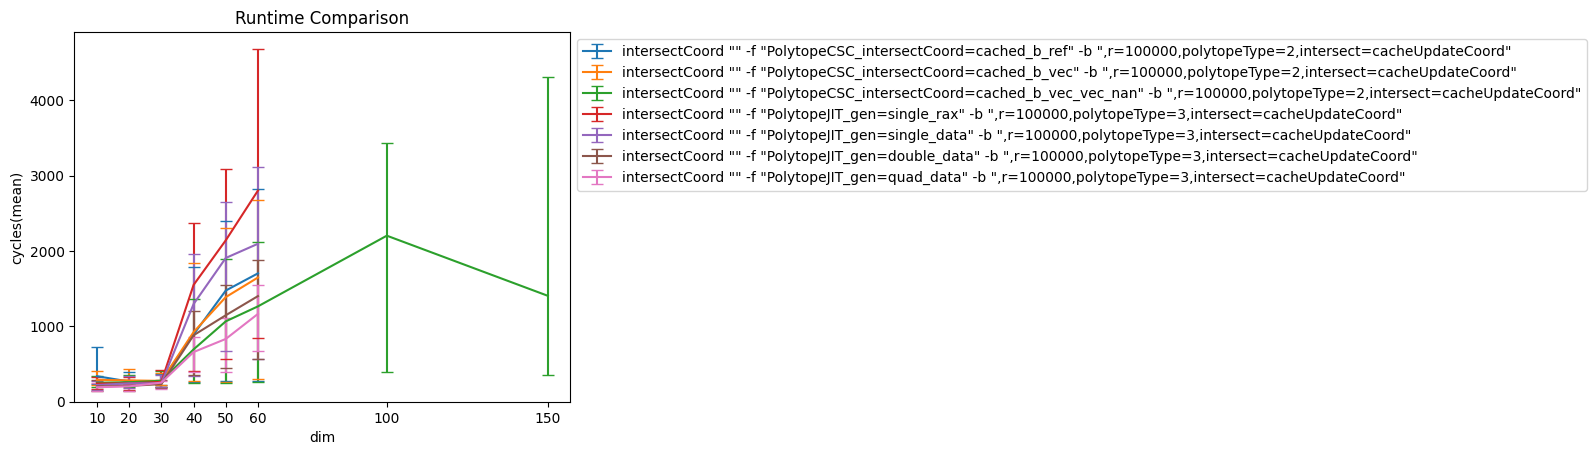 Runtime Comparison
cycles(mean)
4000
3000
2000
1000
0
10 20 30 40 50 60 100 150
dim
intersectCoord "" -f "PolytopeCSC_intersectCoord=cached_b_ref" -b ",r=100000,polytopeType=2,intersect=cacheUpdateCoord"
intersectCoord "" -f "PolytopeCSC_intersectCoord=cached_b_vec" -b ",r=100000,polytopeType=2,intersect=cacheUpdateCoord"
intersectCoord "" -f "PolytopeCSC_intersectCoord=cached_b_vec_vec_nan" -b ",r=100000,polytopeType=2,intersect=cacheUpdateCoord"
intersectCoord "" -f "PolytopeJIT_gen=single_rax" -b ",r=100000,polytopeType=3,intersect=cacheUpdateCoord"
intersectCoord "" -f "PolytopeJIT_gen=single_data" -b ",r=100000,polytopeType=3,intersect=cacheUpdateCoord"
intersectCoord "" -f "PolytopeJIT_gen=double_data" -b ",r=100000,polytopeType=3,intersect=cacheUpdateCoord"
intersectCoord "" -f "PolytopeJIT_gen=quad_data" -b ",r=100000,polytopeType=3,intersect=cacheUpdateCoord"